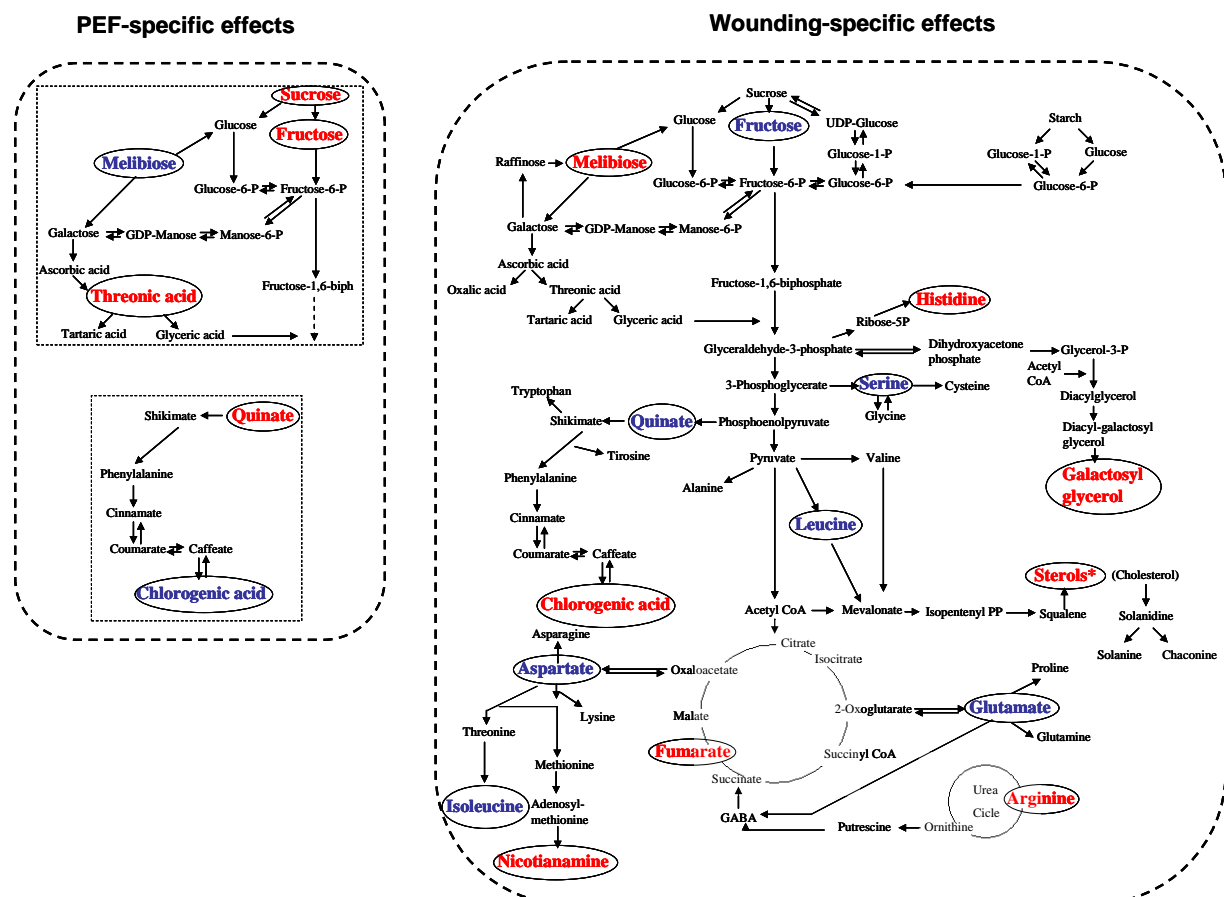 PEF-specific effects
Sucrose
Glucose
Fructose
Melibiose
Glucose-6-P
Fructose-6-P
Galactose
GDP-Manose
Manose-6-P
Ascorbic acid
Threonic acid
Fructose-1,6-biph
Tartaric acid
Glyceric acid
Shikimate
Quinate
Phenylalanine
Cinnamate
Coumarate
Caffeate
Chlorogenic acid
Wounding-specific effects
Sucrose
Glucose
Fructose
UDP-Glucose
Starch
Raffinose
Melibiose
Glucose-1-P
Glucose-1-P
Glucose
Glucose-6-P
Fructose-6-P
Glucose-6-P
Glucose-6-P
Galactose
GDP-Manose
Manose-6-P
Ascorbic acid
Oxalic acid
Threonic acid
Fructose-1,6-biphosphate
Tartaric acid
Glyceric acid
Histidine
Ribose-5P
Glyceraldehyde-3-phosphate
Dihydroxyacetone
phosphate
Glycerol-3-P
Acetyl
CoA
3-Phosphoglycerate
Serine
Cysteine
Glycine
Diacylglycerol
Tryptophan
Shikimate
Quinate
Phosphoenolpyruvate
Diacyl-galactosyl
glycerol
Tirosine
Pyruvate
Valine
Phenylalanine
Alanine
Galactosyl
glycerol
Cinnamate
Leucine
Coumarate
Caffeate
Chlorogenic acid
Sterols*
(Cholesterol)
Acetyl CoA
Mevalonate
Isopentenyl PP
Squalene
Solanidine
Asparagine
Citrate
Isocitrate
Solanine
Chaconine
Aspartate
Oxaloacetate
Proline
Lysine
Malate
2-Oxoglutarate
Glutamate
Threonine
Fumarate
Succinyl CoA
Glutamine
Methionine
Succinate
Isoleucine
Adenosyl-
methionine
GABA
Putrescine
Ornithine
Urea
Cicle
Arginine
Nicotianamine